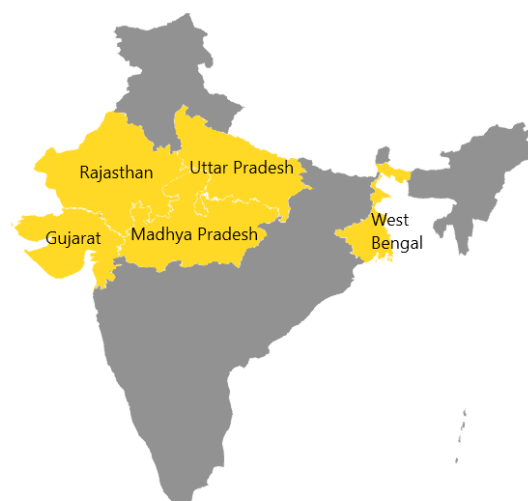 Uttar Pradesh
Rajasthan
West
Bengal
Madhya Pradesh
Gujarat